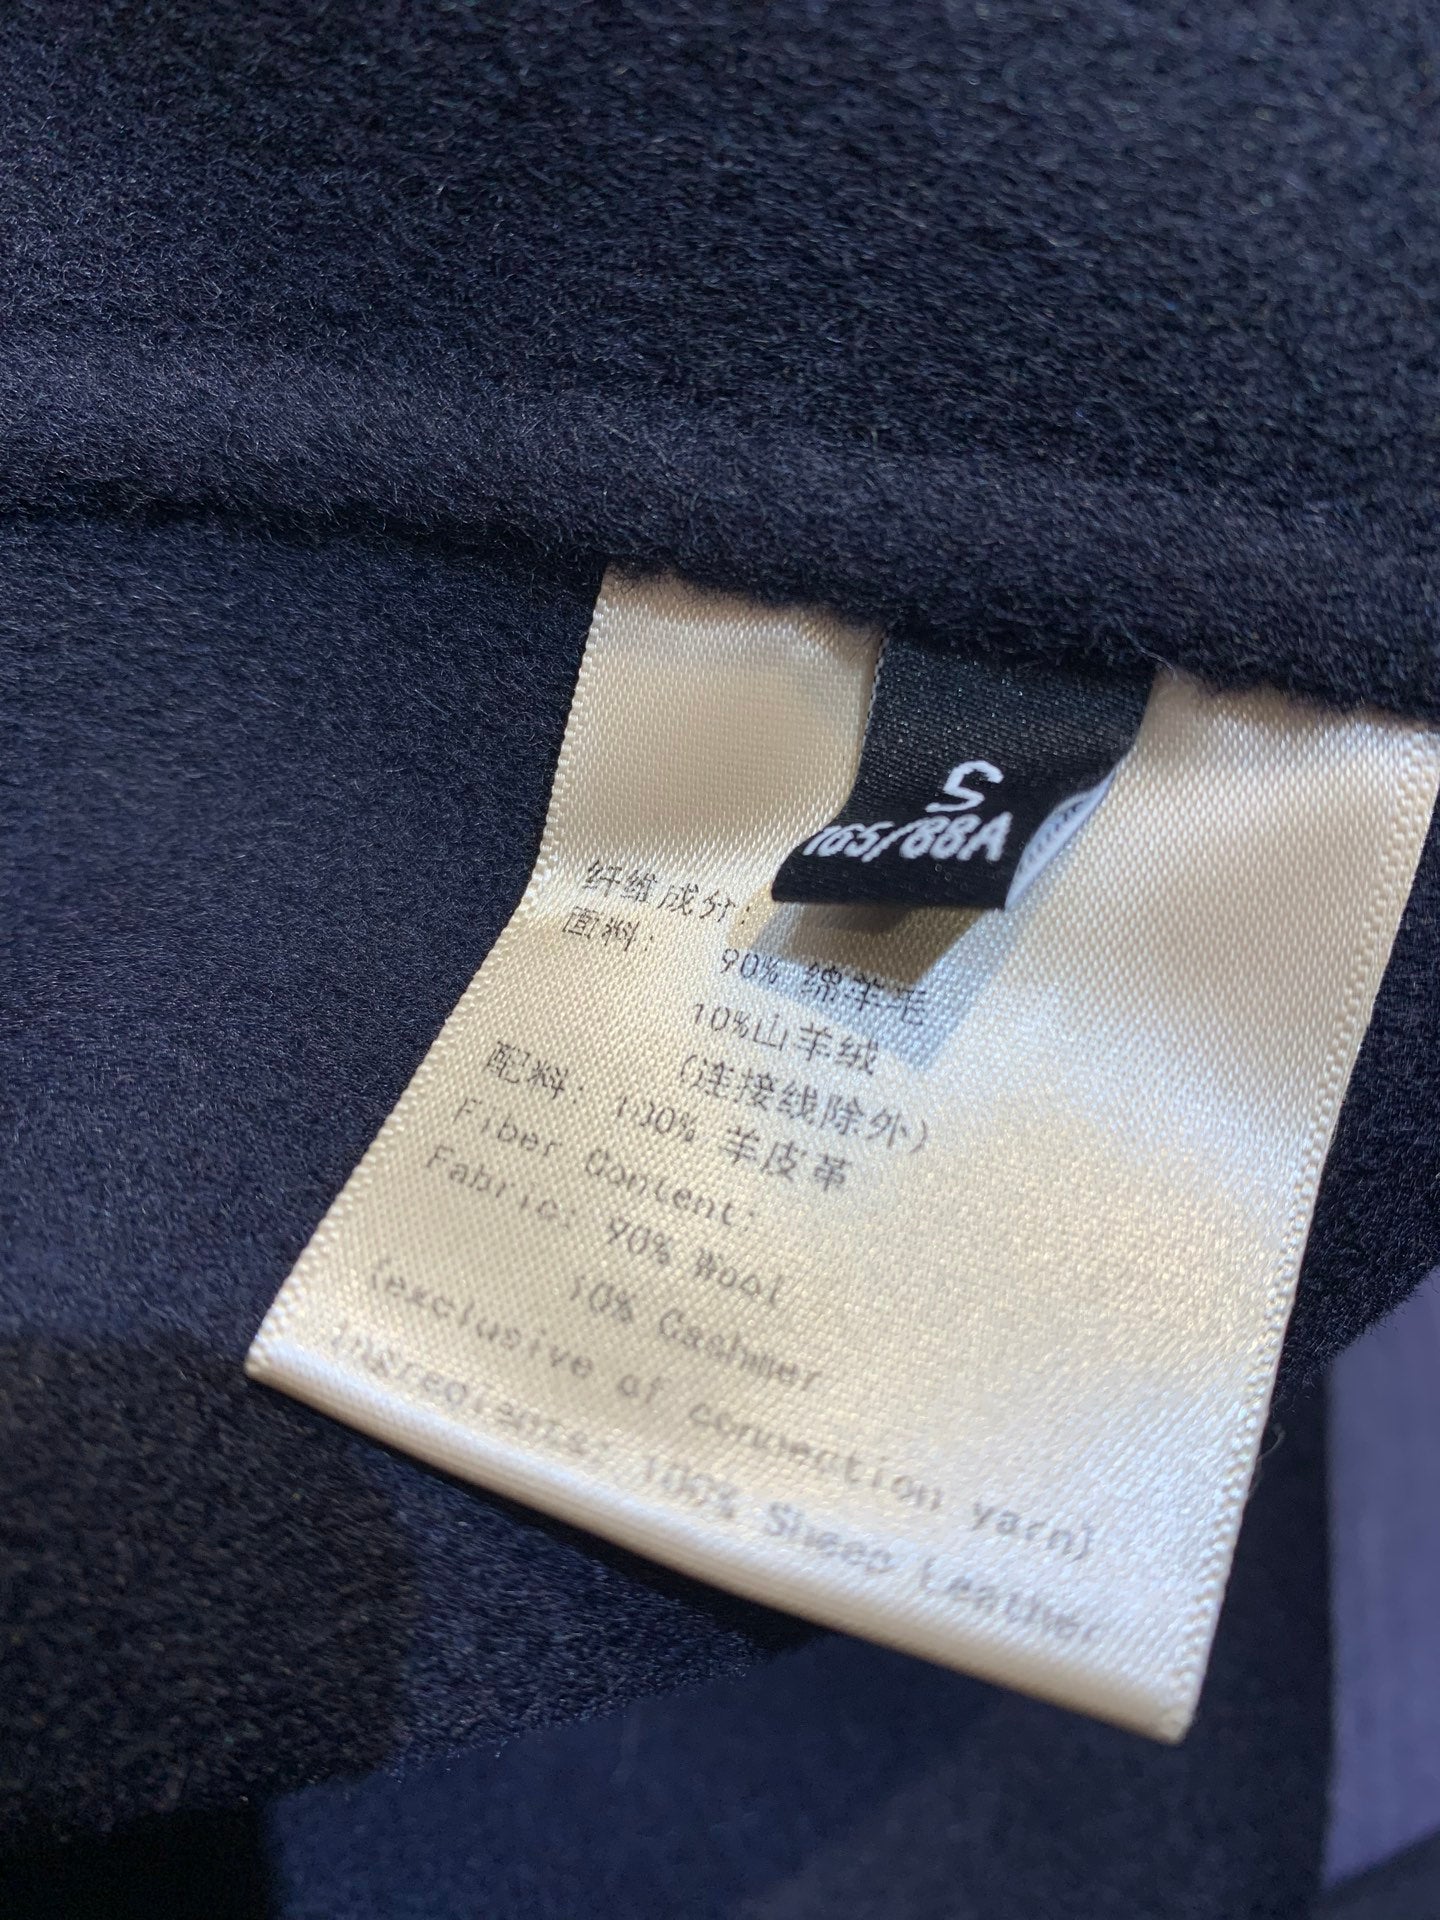 S
165/88A
纤维成分:
面料:
90% 绵羊毛
10%山羊绒
(连接线除外)
配料: 100% 羊皮革
Fiber Content:
Fabric: 90% Wool
10% Cashmer
(exclusive of connection yarn)
Ingredients: 100% Sheep Leather